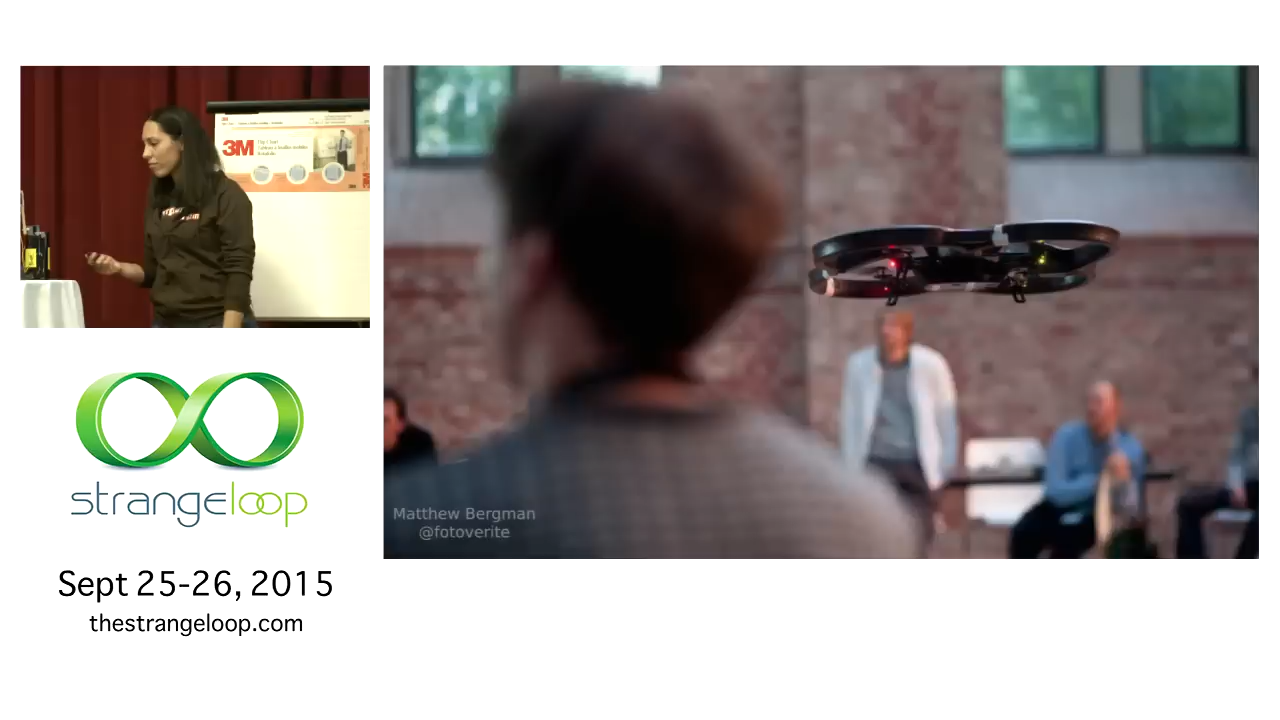 3M
Matthew Bergman
@fotoverite
strangeloop
Sept 25-26, 2015
thestrangeloop.com